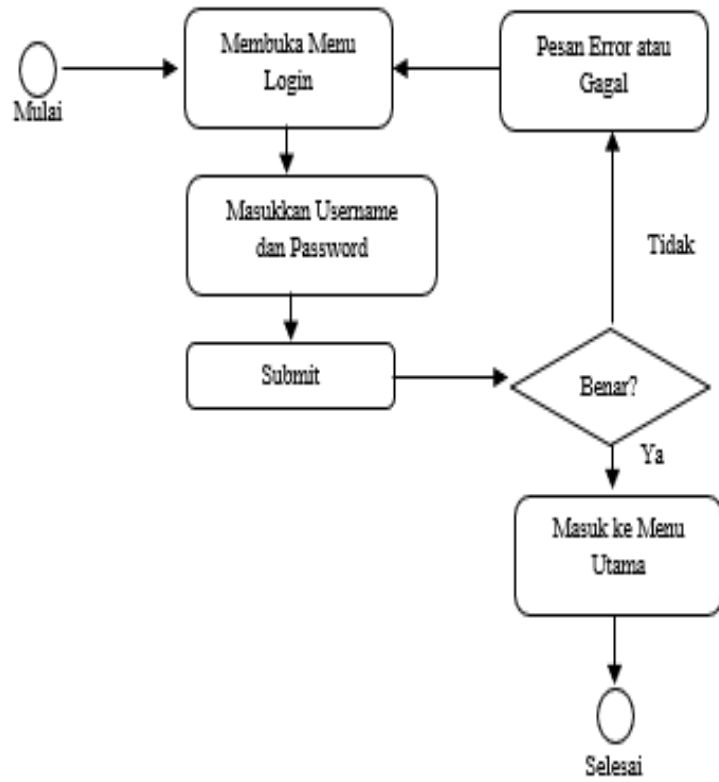 Mulai
Membuka Menu
Login
Pesan Error atau
Gagal
Masukkan Username
dan Password
Tidak
Submit
Benar?
Ya
Masuk ke Menu
Utama
Selesai